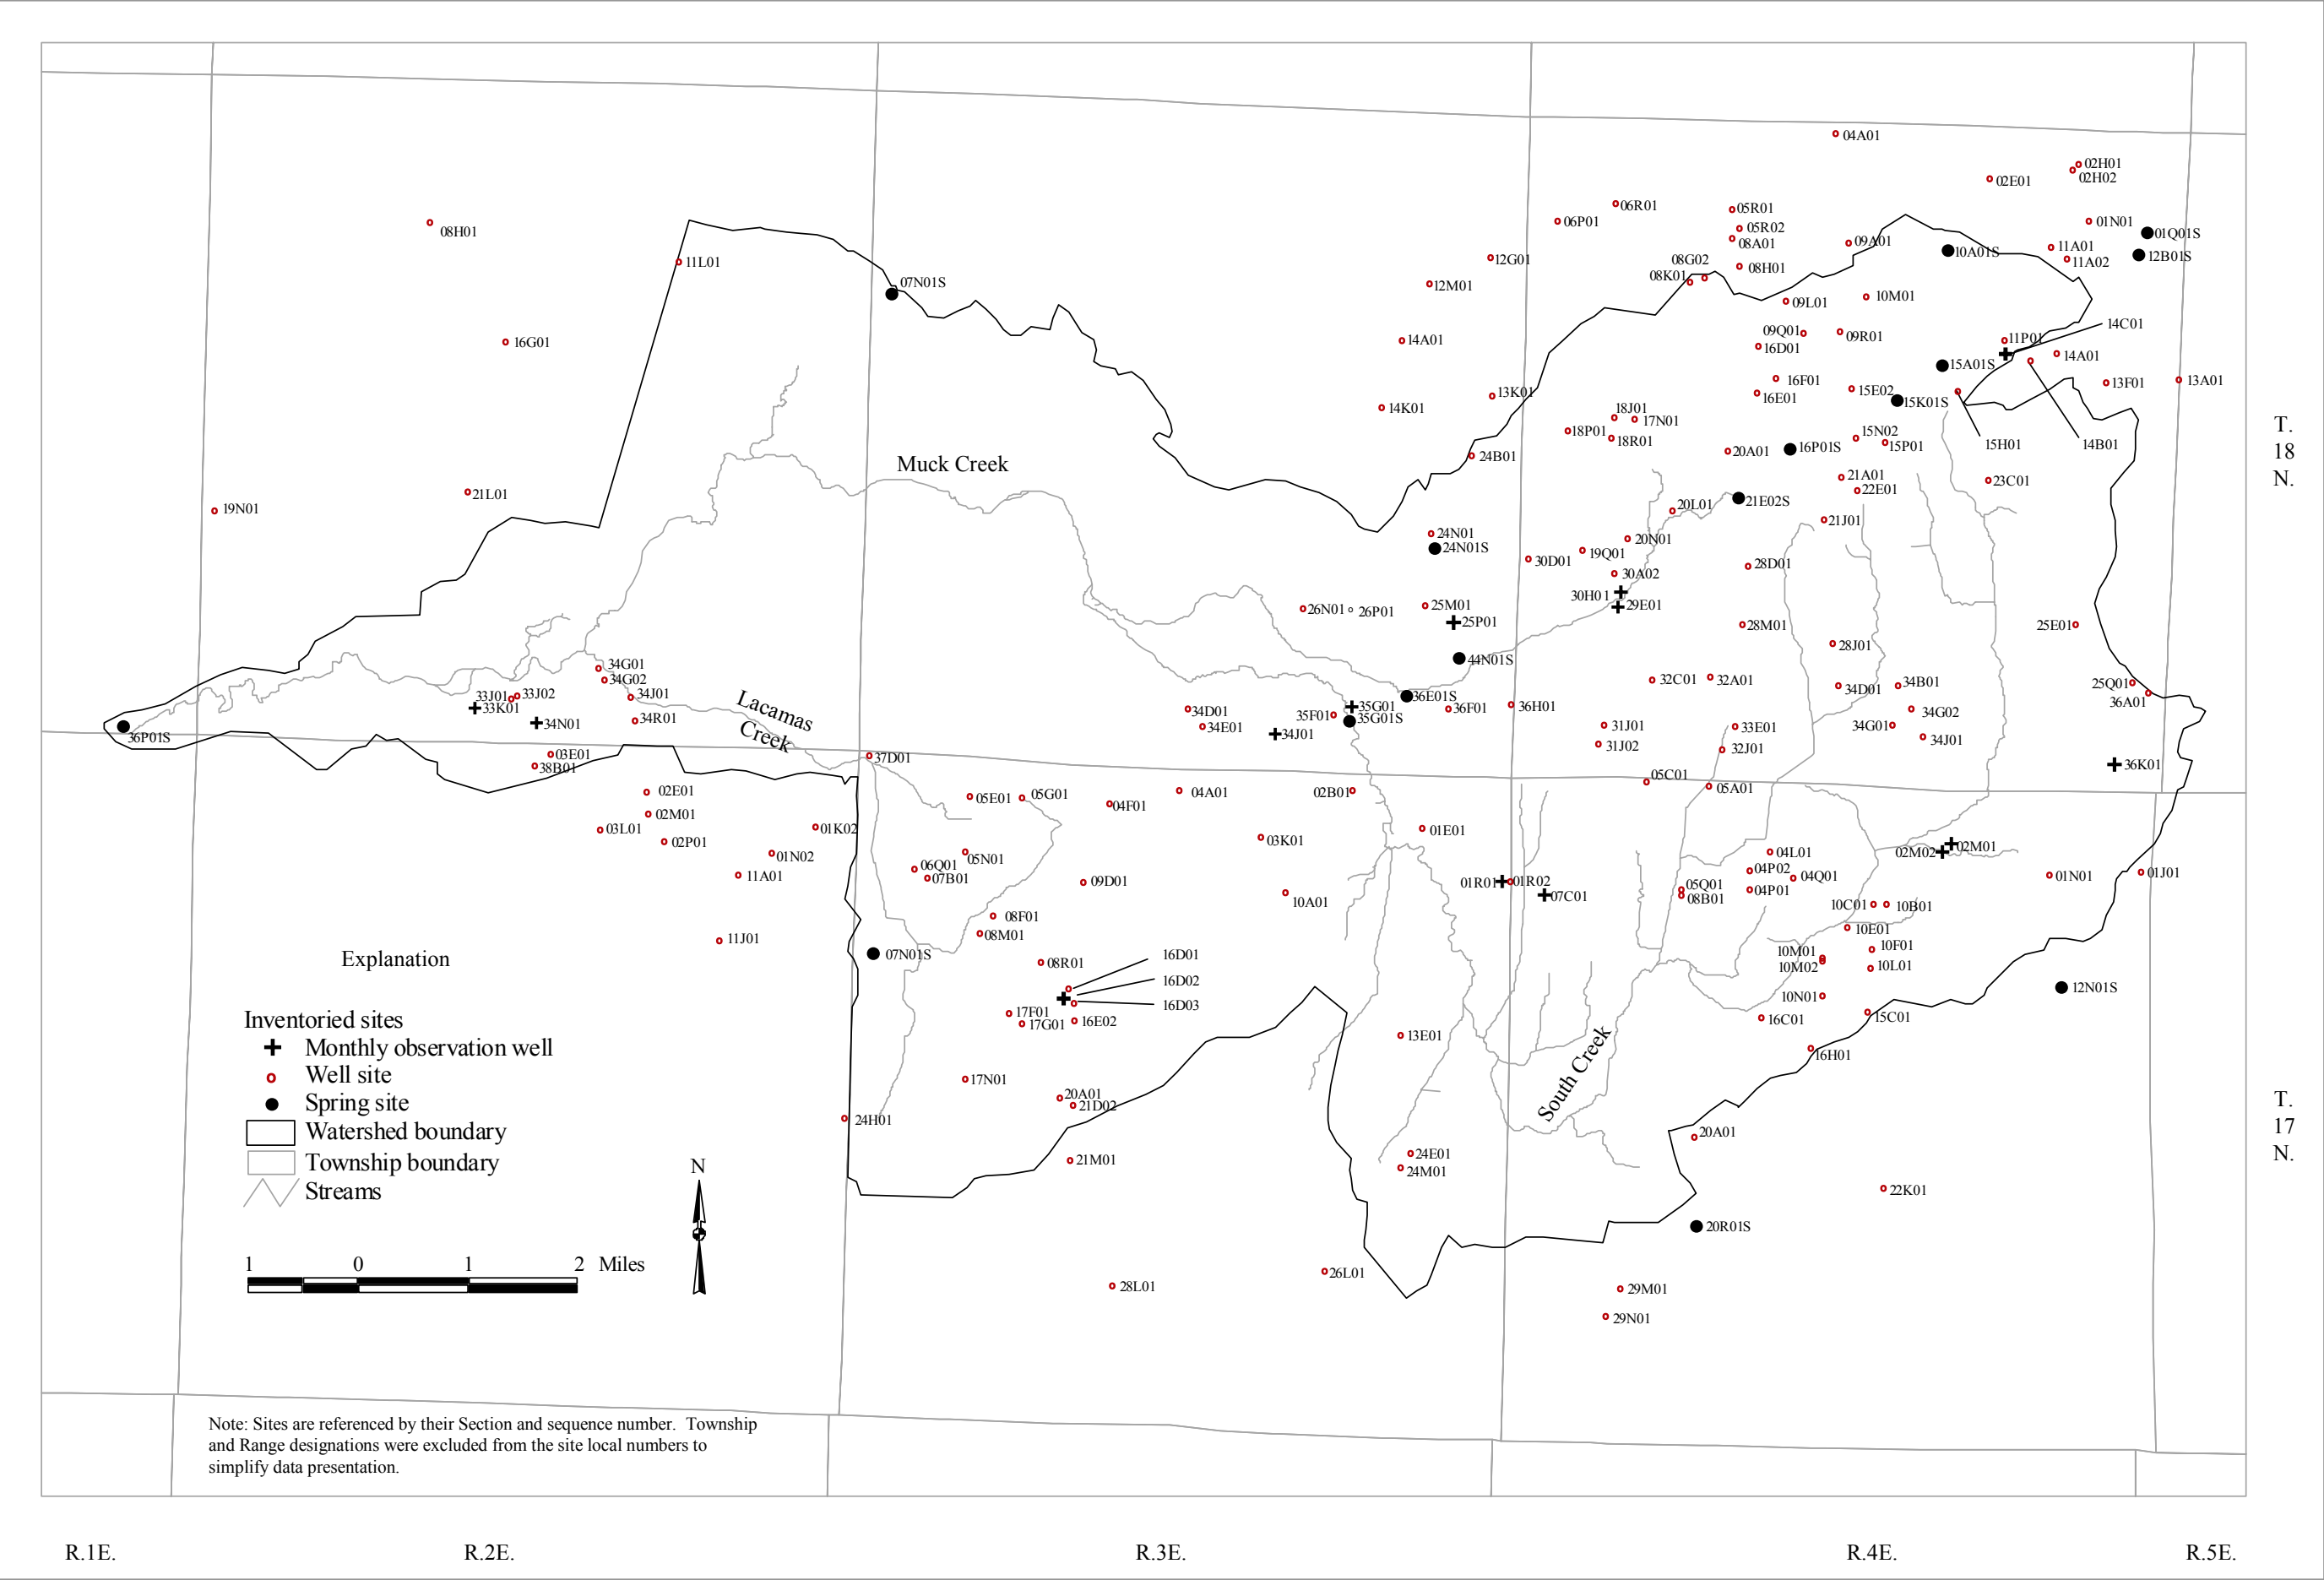 04A01
02H01
02H02
02E01
06R01
05R01
06P01
05R02
01N01
08H01
08A01
09A01
01Q01S
11A01
10A01S
12B01S
11L01
12G01
08G02
08H01
11A02
08K01
07N01S
12M01
10M01
09L01
14C01
09Q01
09R01
11P01
16G01
14A01
16D01
14A01
15A01S
16F01
13F01
13A01
13K01
16E01
15E02
15K01S
14K01
18J01
17N01
T.
18
N.
18P01
18R01
15N02
15P01
15H01
14B01
Muck Creek
24B01
20A01
16P01S
21A01
23C01
22E01
21L01
19N01
20L01
21E02S
21J01
24N01
20N01
24N01S
19Q01
30D01
28D01
30A02
30H01
29E01
26N01
26P01
25M01
25P01
28M01
25E01
28J01
44N01S
34G01
34G02
32C01
32A01
34D01
34B01
25Q01
36A01
33J01
33J02
34J01
33K01
36E01S
35G01
36F01
36H01
34D01
35F01
35G01S
34G02
Lacamas
Creek
34N01
34R01
34E01
34J01
31J01
33E01
34G01
36P01S
31J02
32J01
34J01
03E01
38B01
37D01
36K01
02E01
05E01
05G01
04F01
04A01
02B01
05C01
05A01
02M01
03L01
01K02
01E01
02P01
03K01
02M02
02M01
01N02
05N01
04L01
06Q01
07B01
04P02
04Q01
11A01
09D01
01R01
01R02
05Q01
04P01
01N01
01J01
10A01
07C01
08B01
10C01
10B01
08F01
10E01
11J01
08M01
10F01
07N01S
10M01
10M02
10L01
Explanation
08R01
16D01
16D02
16D03
12N01S
10N01
17F01
17G01
16E02
16C01
15C01
Inventoried sites
Monthly observation well
Well site
Spring site
Watershed boundary
Township boundary
Streams
13E01
16H01
South Creek
17N01
20A01
21D02
24H01
T.
17
N.
20A01
24E01
24M01
21M01
N
22K01
20R01S
1 0 1 2 Miles
28L01
26L01
29M01
29N01
Note: Sites are referenced by their Section and sequence number. Township
and Range designations were excluded from the site local numbers to
simplify data presentation.
R.1E. R.2E. R.3E. R.4E. R.5E.